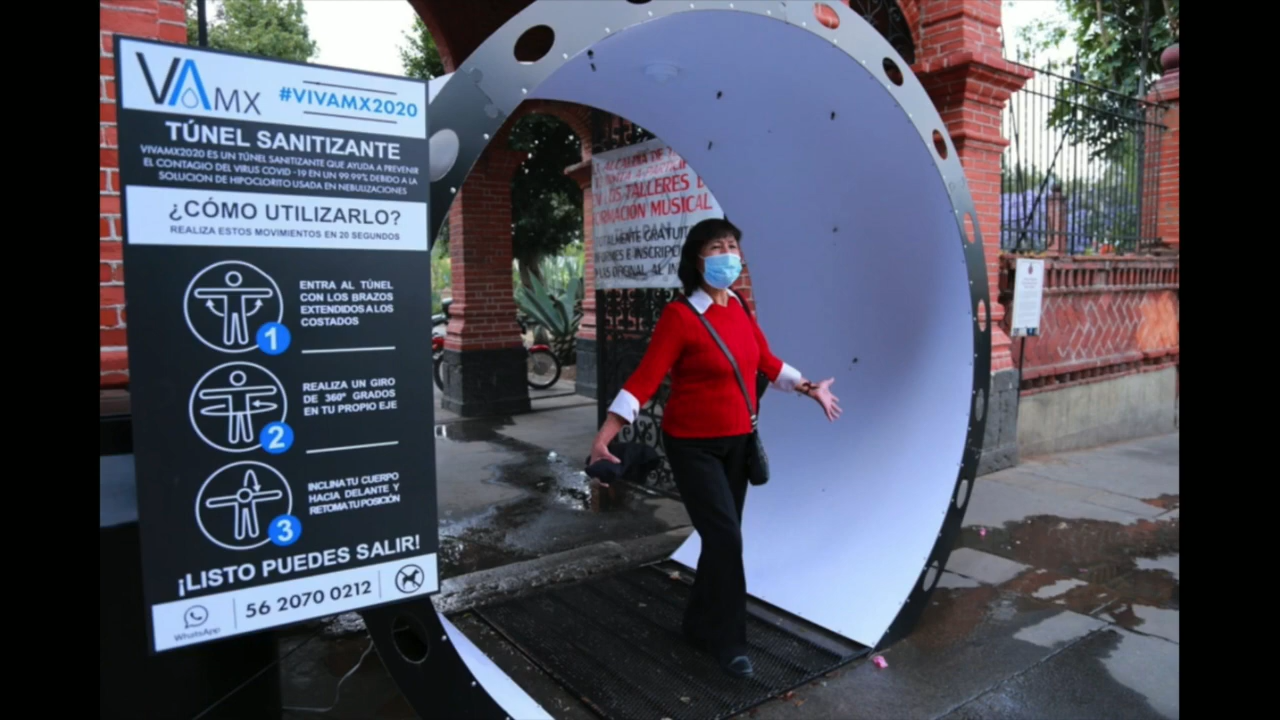 VAMX
#VIVAMX2020
TÚNEL SANITIZANTE
VIVAMX2020 ES UN TÚNEL SANITIZANTE QUE AYUDA A PREVENIR
EL CONTAGIO DEL VIRUS COVID -19 EN UN 99.99% DEBIDO A LA
SOLUCION DE HIPOCLORITO USADA EN NEBULIZACIONES
¿CÓMO UTILIZARLO?
REALIZA ESTOS MOVIMIENTOS EN 20 SEGUNDOS
1
ENTRA AL TÚNEL
CON LOS BRAZOS
EXTENDIDOS A LOS
COSTADOS
2
REALIZA UN GIRO
DE 360º GRADOS
EN TU PROPIO EJE
3
INCLINA TU CUERPO
HACIA DELANTE Y
RETOMA TU POSICIÓN
¡LISTO PUEDES SALIR!
WhatsApp
56 2070 0212
ALCALDÍA DE
LOS TALLERES
MUSICAL